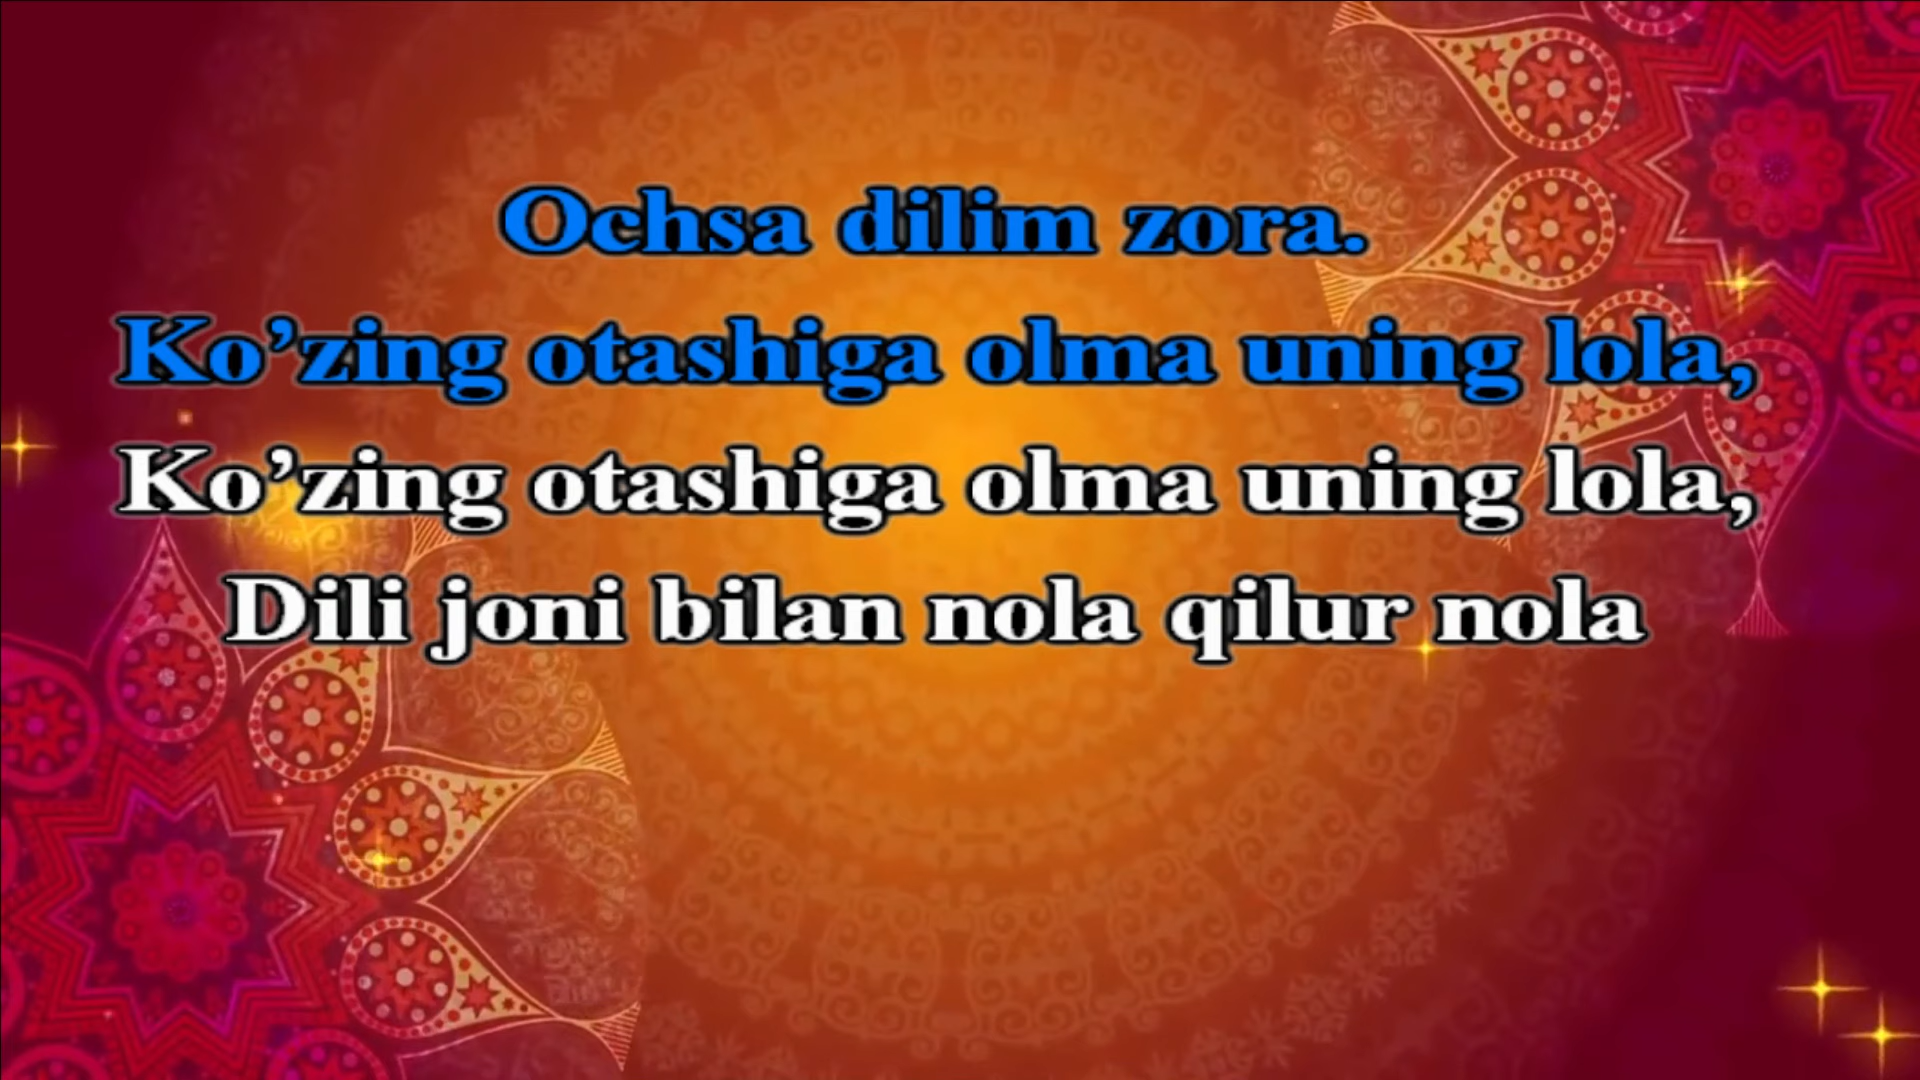 Ochsa dilim zora.
Ko’zing otashiga olma uning lola,
Ko’zing otashiga olma uning lola,
Dili joni bilan nola qilur nola